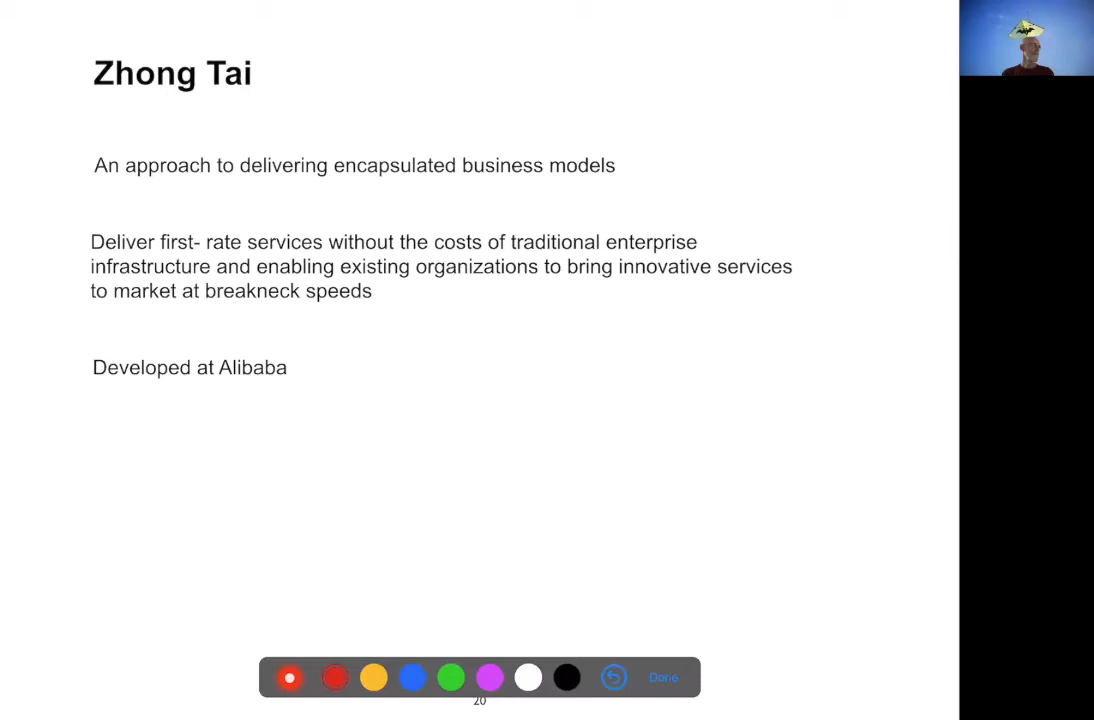 Zhong Tai
An approach to delivering encapsulated business models
Deliver first- rate services without the costs of traditional enterprise
infrastructure and enabling existing organizations to bring innovative services
to market at breakneck speeds
Developed at Alibaba
Done
20